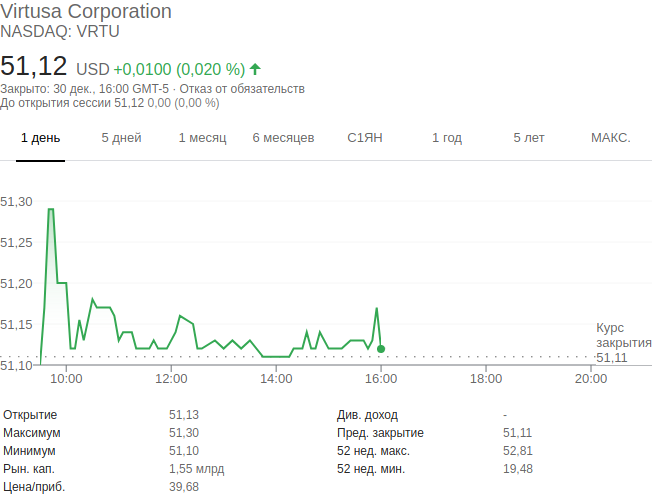 Virtusa Corporation
NASDAQ: VRTU
51,12 USD +0,0100 (0,020 %)
Закрыто: 30 дек., 16:00 GMT-5 · Отказ от обязательств
До открытия сессии 51,12 0,00 (0,00 %)
1 день 5 дней 1 месяц 6 месяцев С1ЯН 1 год 5 лет МАКС.
51,30
51,25
51,20
51,15
51,10
Курс
закрытия
51,11
10:00 12:00 14:00 16:00 18:00 20:00
Открытие 51,13 Див. доход -
Максимум 51,30 Пред. закрытие 51,11
Минимум 51,10 52 нед. макс. 52,81
Рын. кап. 1,55 млрд 52 нед. мин. 19,48
Цена/приб. 39,68